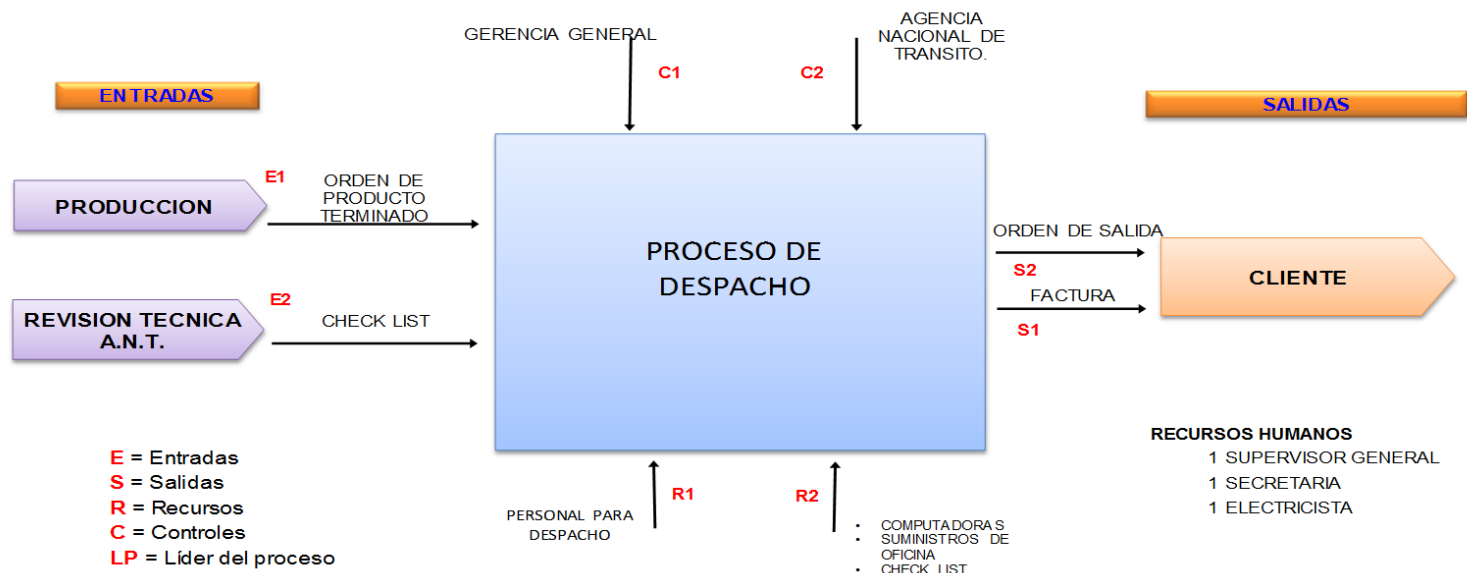 GERENCIA GENERAL
C1
AGENCIA
NACIONAL DE
TRANSITO.
C2
ENTRADAS
SALIDAS
PRODUCCION
E1
ORDEN DE
PRODUCTO
TERMINADO
REVISION TECNICA
A.N.T.
E2
CHECK LIST
PROCESO DE
DESPACHO
ORDEN DE SALIDA
S2
FACTURA
S1
CLIENTE
E = Entradas
S = Salidas
R = Recursos
C = Controles
LP = Líder del proceso
R1
PERSONAL PARA
DESPACHO
R2
• COMPUTADORAS
• SUMINISTROS DE
OFICINA
• CHECK LIST
RECURSOS HUMANOS
1 SUPERVISOR GENERAL
1 SECRETARIA
1 ELECTRICISTA